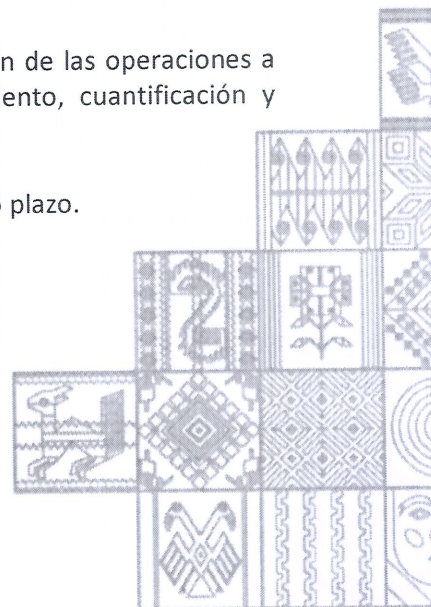 n de las operaciones a
ento, cuantificación y
plazo.